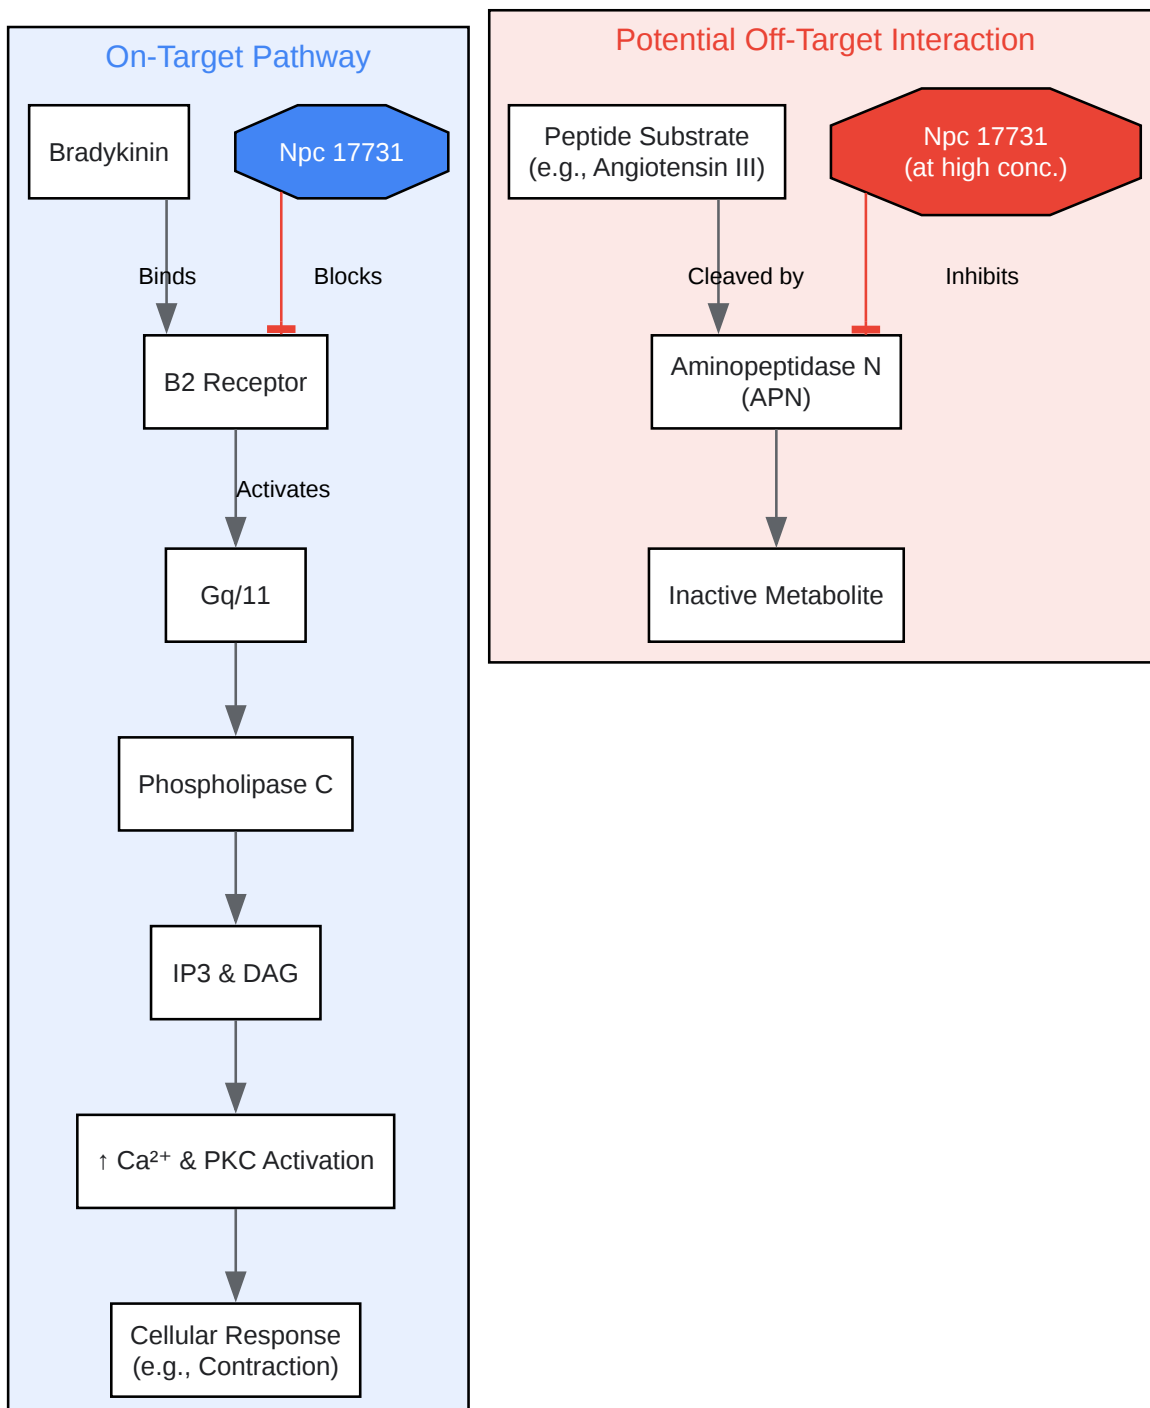 On-Target Pathway
Bradykinin
Npc 17731
Binds
Blocks
B2 Receptor
Activates
Gq/11
Phospholipase C
IP3 & DAG
↑ Ca²⁺ & PKC Activation
Cellular Response
(e.g., Contraction)
Potential Off-Target Interaction
Peptide Substrate
(e.g., Angiotensin III)
Npc 17731
(at high conc.)
Cleaved by
Inhibits
Aminopeptidase N
(APN)
Inactive Metabolite